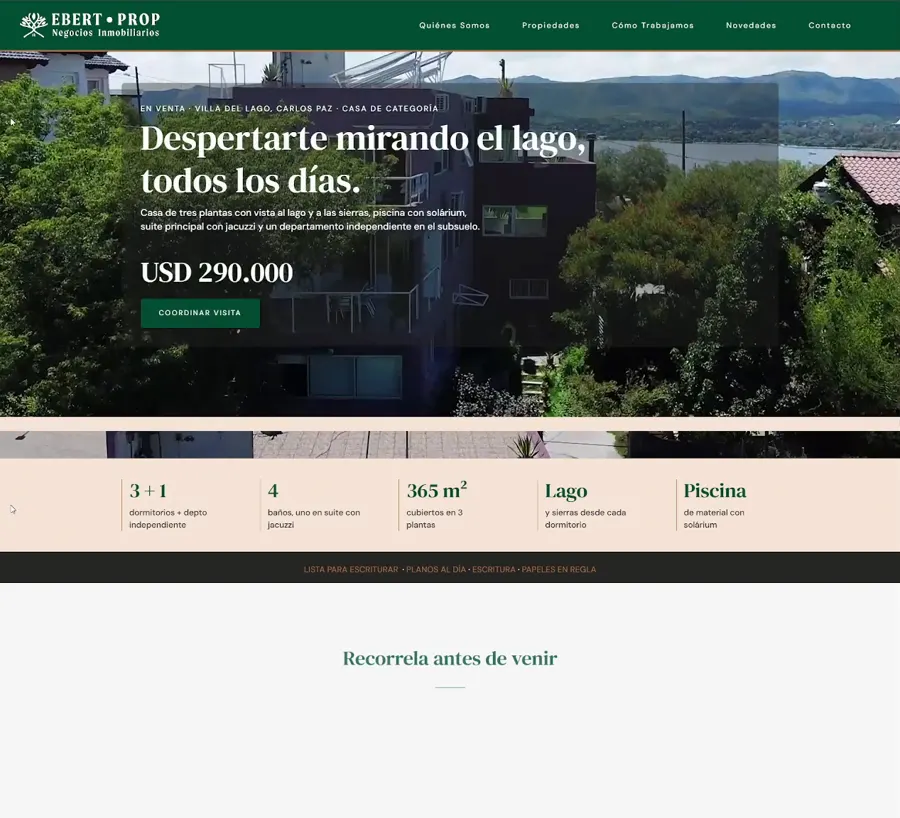 EBERT • PROP
Negocios Inmobiliarios
Quiénes Somos
Propiedades
Cómo Trabajamos
Novedades
Contacto
EN VENTA · VILLA DEL LAGO, CARLOS PAZ · CASA DE CATEGORÍA
Despertarte mirando el lago,
todos los días.
Casa de tres plantas con vista al lago y a las sierras, piscina con solárium,
suite principal con jacuzzi y un departamento independiente en el subsuelo.
USD 290.000
COORDINAR VISITA
3 + 1
dormitorios + depto
independiente
4
baños, uno en suite con
jacuzzi
365 m²
cubiertos en 3
plantas
Lago
y sierras desde cada
dormitorio
Piscina
de material con
solárium
LISTA PARA ESCRITURAR • PLANOS AL DÍA • ESCRITURA • PAPELES EN REGLA
Recorrela antes de venir